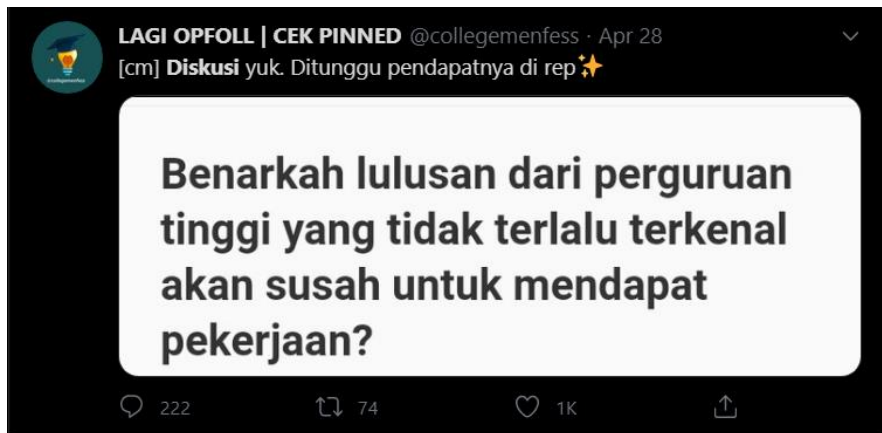 LAGI OPFOLL | CEK PINNED @collegemenfess · Apr 28
[cm] Diskusi yuk. Ditunggu pendapatnya di rep✨
Benarkah lulusan dari perguruan
tinggi yang tidak terlalu terkenal
akan susah untuk mendapat
pekerjaan?
222 74 1K